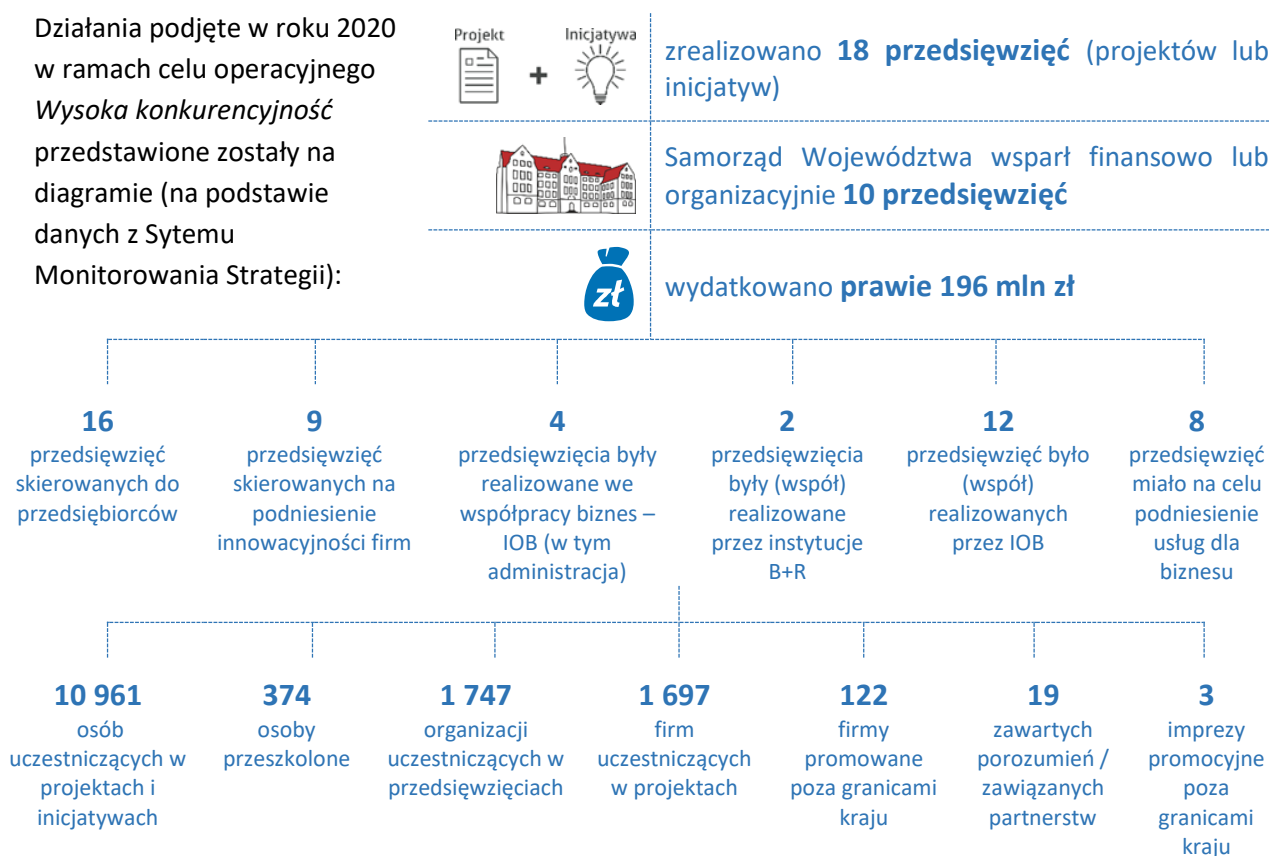 Działania podjęte w roku 2020
w ramach celu operacyjnego
Wysoka konkurencyjność
przedstawione zostały na
diagramie (na podstawie
danych z Sytemu
Monitorowania Strategii):
Projekt
+
Inicjatywa
zrealizowano 18 przedsięwzięć (projektów lub
inicjatyw)
Samorząd Województwa wsparł finansowo lub
organizacyjnie 10 przedsięwzięć
zł
wydatkowano prawie 196 mln zł
16
przedsięwzięć
skierowanych do
przedsiębiorców
9
przedsięwzięć
skierowanych na
podniesienie
innowacyjności firm
4
przedsięwzięcia były
realizowane we
współpracy biznes –
IOB (w tym
administracja)
2
przedsięwzięcia
były (współ)
realizowane
przez instytucje
B+R
12
przedsięwzięć było
(współ)
realizowanych
przez IOB
8
przedsięwzięć
miało na celu
podniesienie
usług dla
biznesu
10 961
osób
uczestniczących w
projektach i
inicjatywach
374
osoby
przeszkolone
1 747
organizacji
uczestniczących w
przedsięwzięciach
1 697
firm
uczestniczących
w projektach
122
firmy
promowane
poza granicami
kraju
19
zawartych
porozumień /
zawiązanych
partnerstw
3
imprezy
promocyjne
poza
granicami
kraju